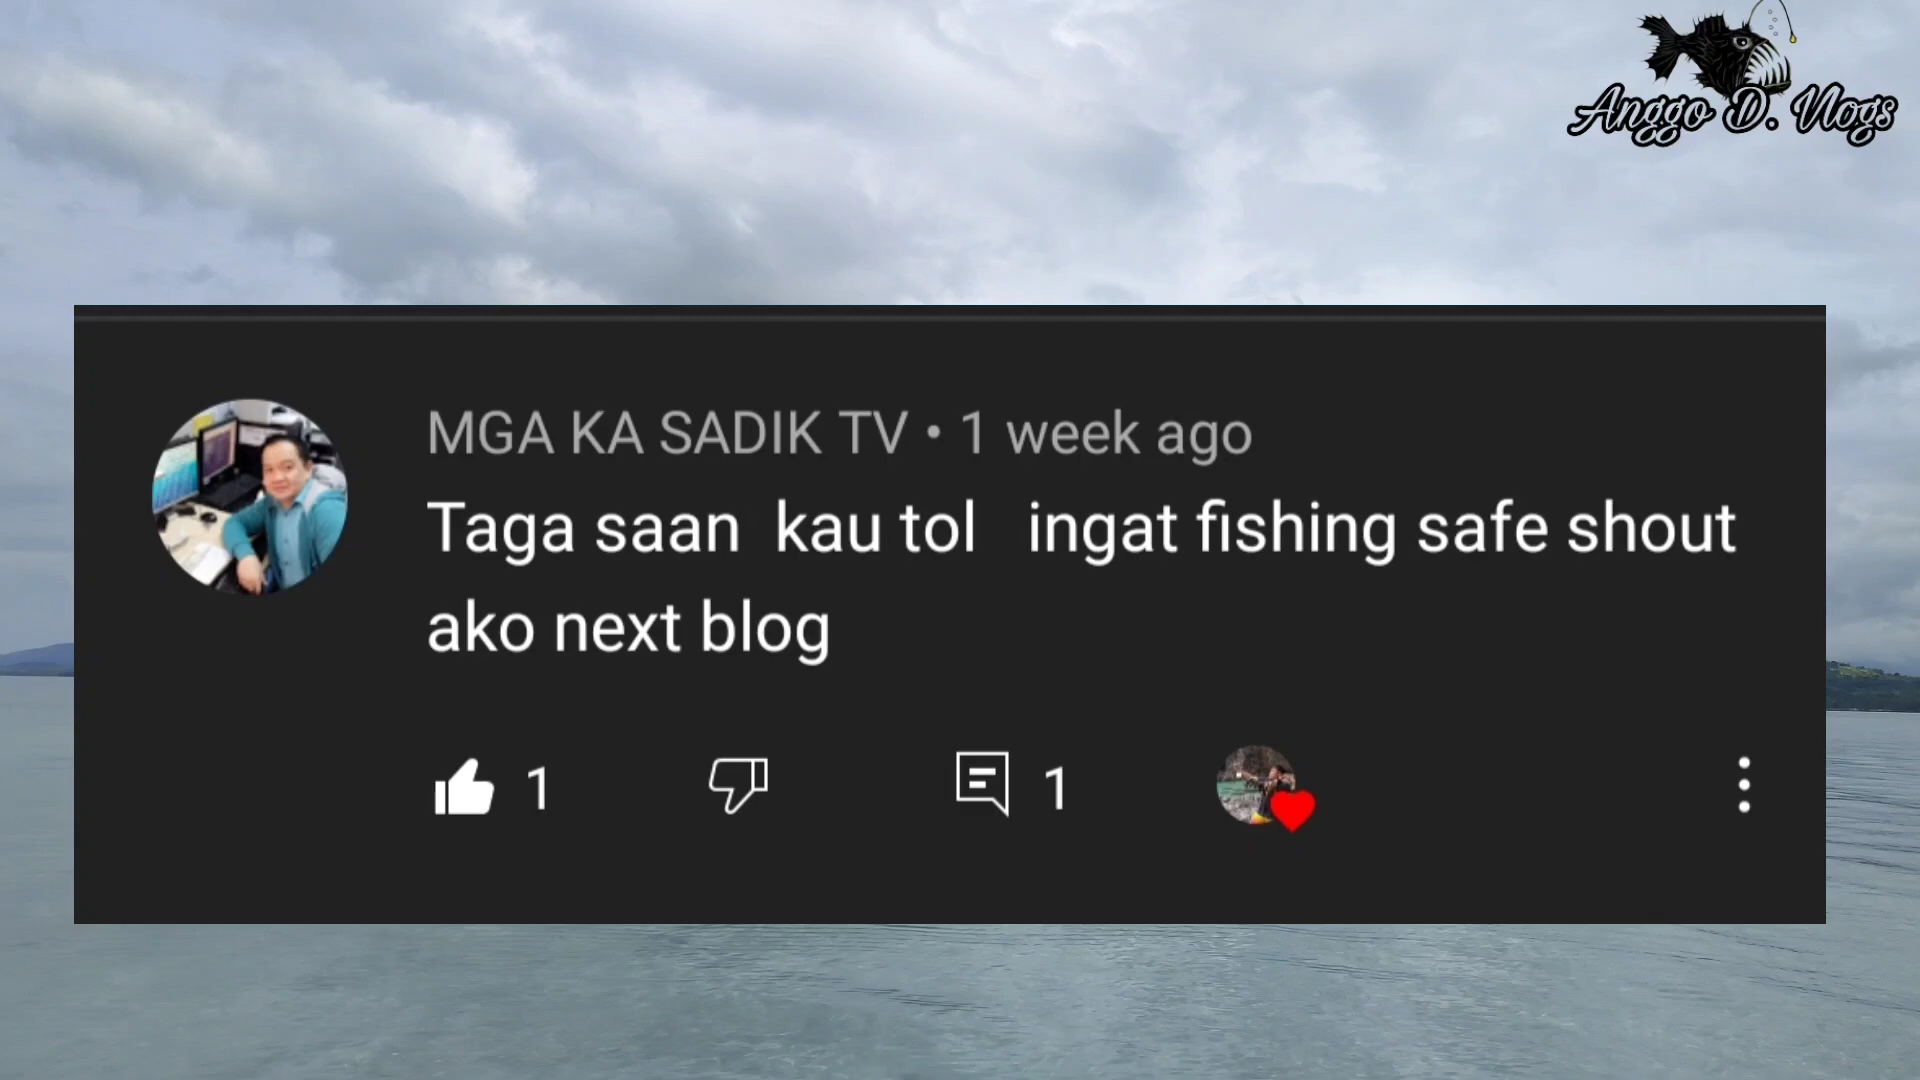 Anggo D. Vlogs
MGA KA SADIK TV • 1 week ago
Taga saan  kau tol   ingat fishing safe shout
ako next blog
1
1